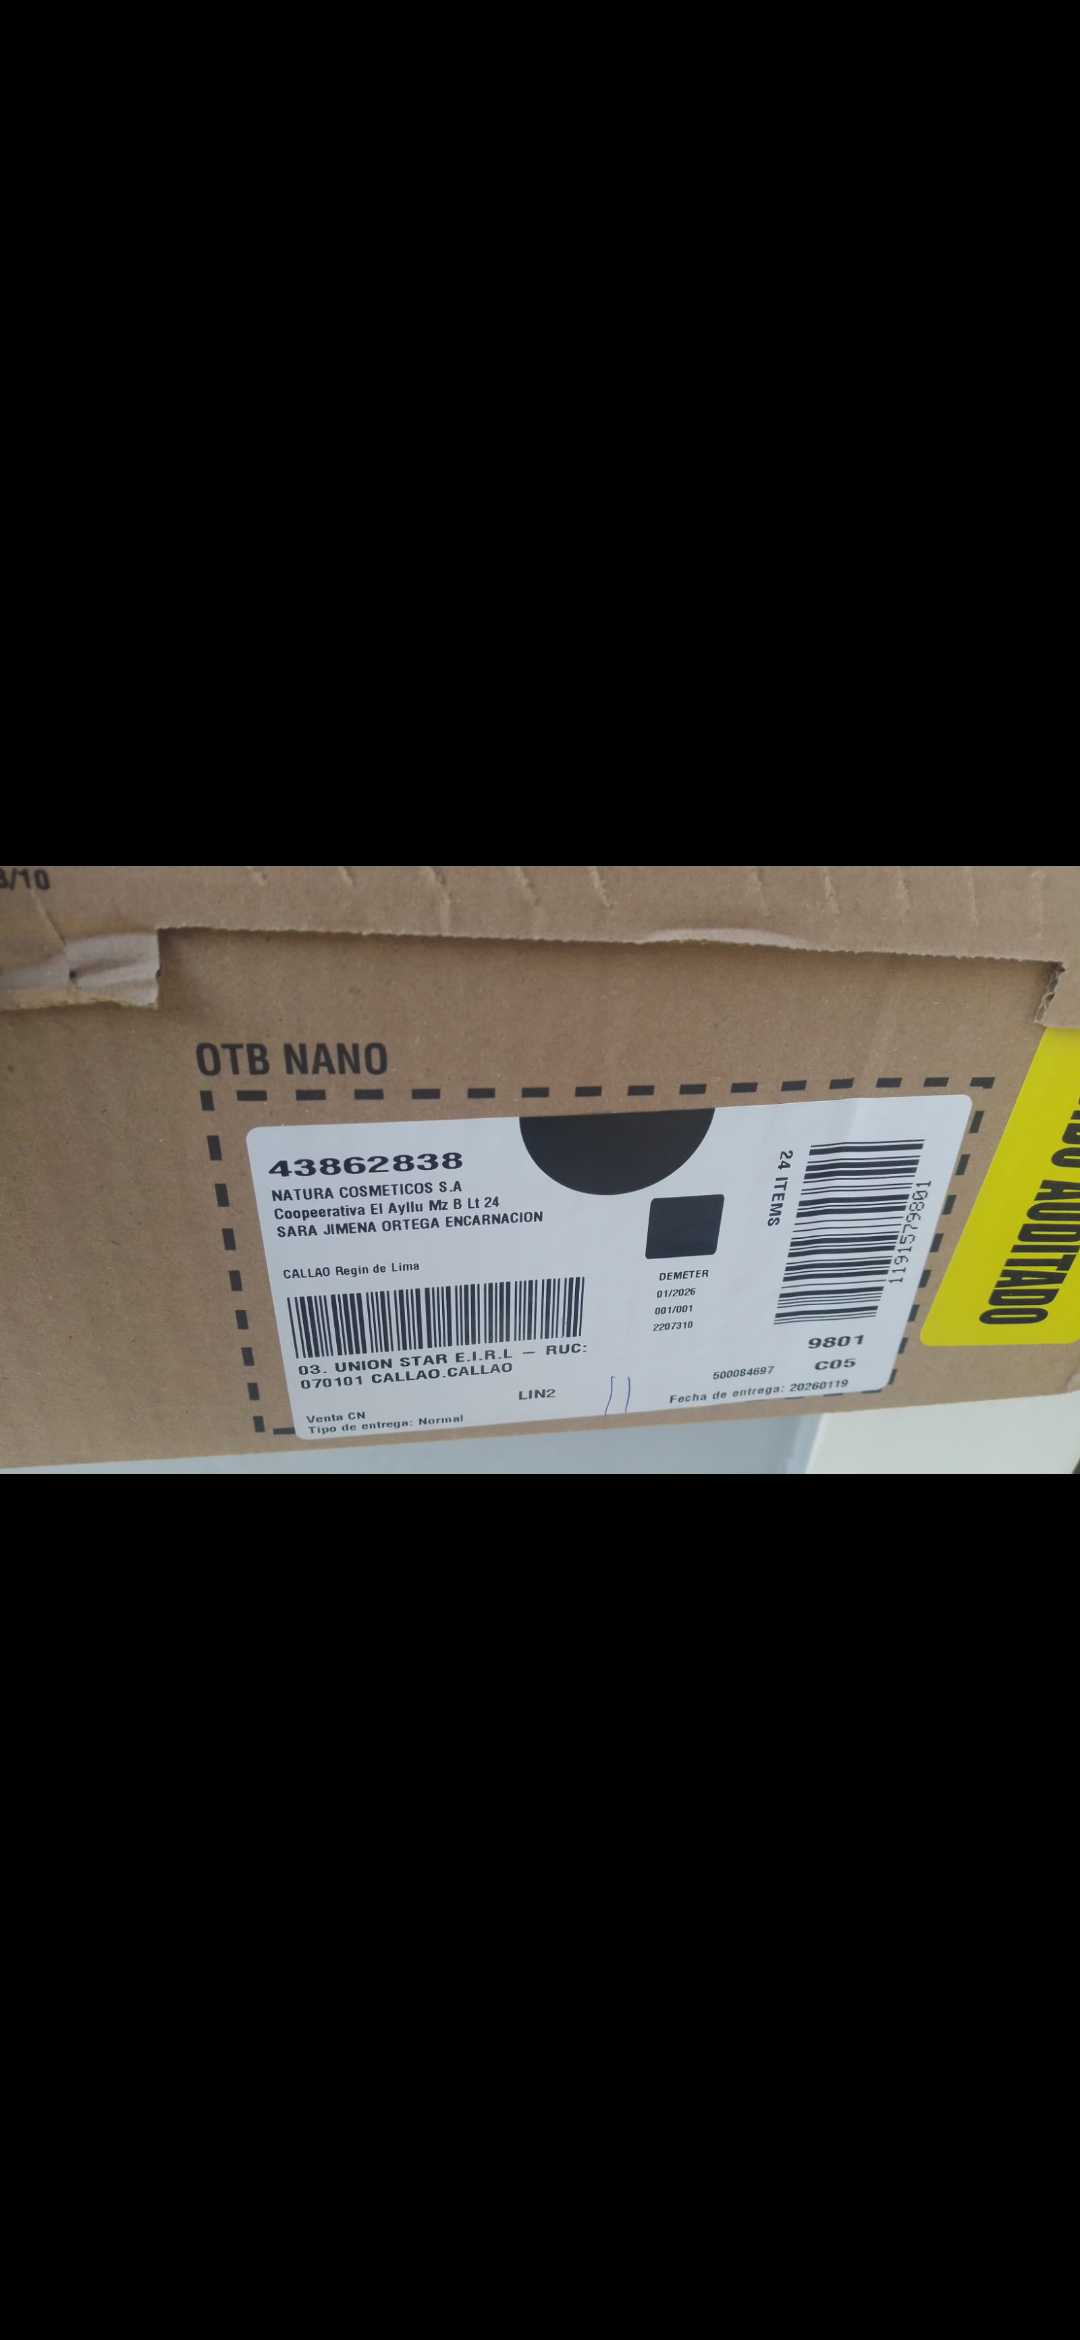 3/10
OTB NANO
43862838
NATURA COSMETICOS S.A
Coopeerativa El Ayllu Mz B Lt 24
SARA JIMENA ORTEGA ENCARNACION
CALLAO Regin de Lima
03. UNION STAR E.I.R.L – RUC:
070101 CALLAO.CALLAO
LIN2
Venta CN
Tipo de entrega: Normal
DEMETER
01/2026
001/001
2207310
24 ITEMS
1191579801
9801
C05
500084697
Fecha de entrega: 20260119
AUDITADO